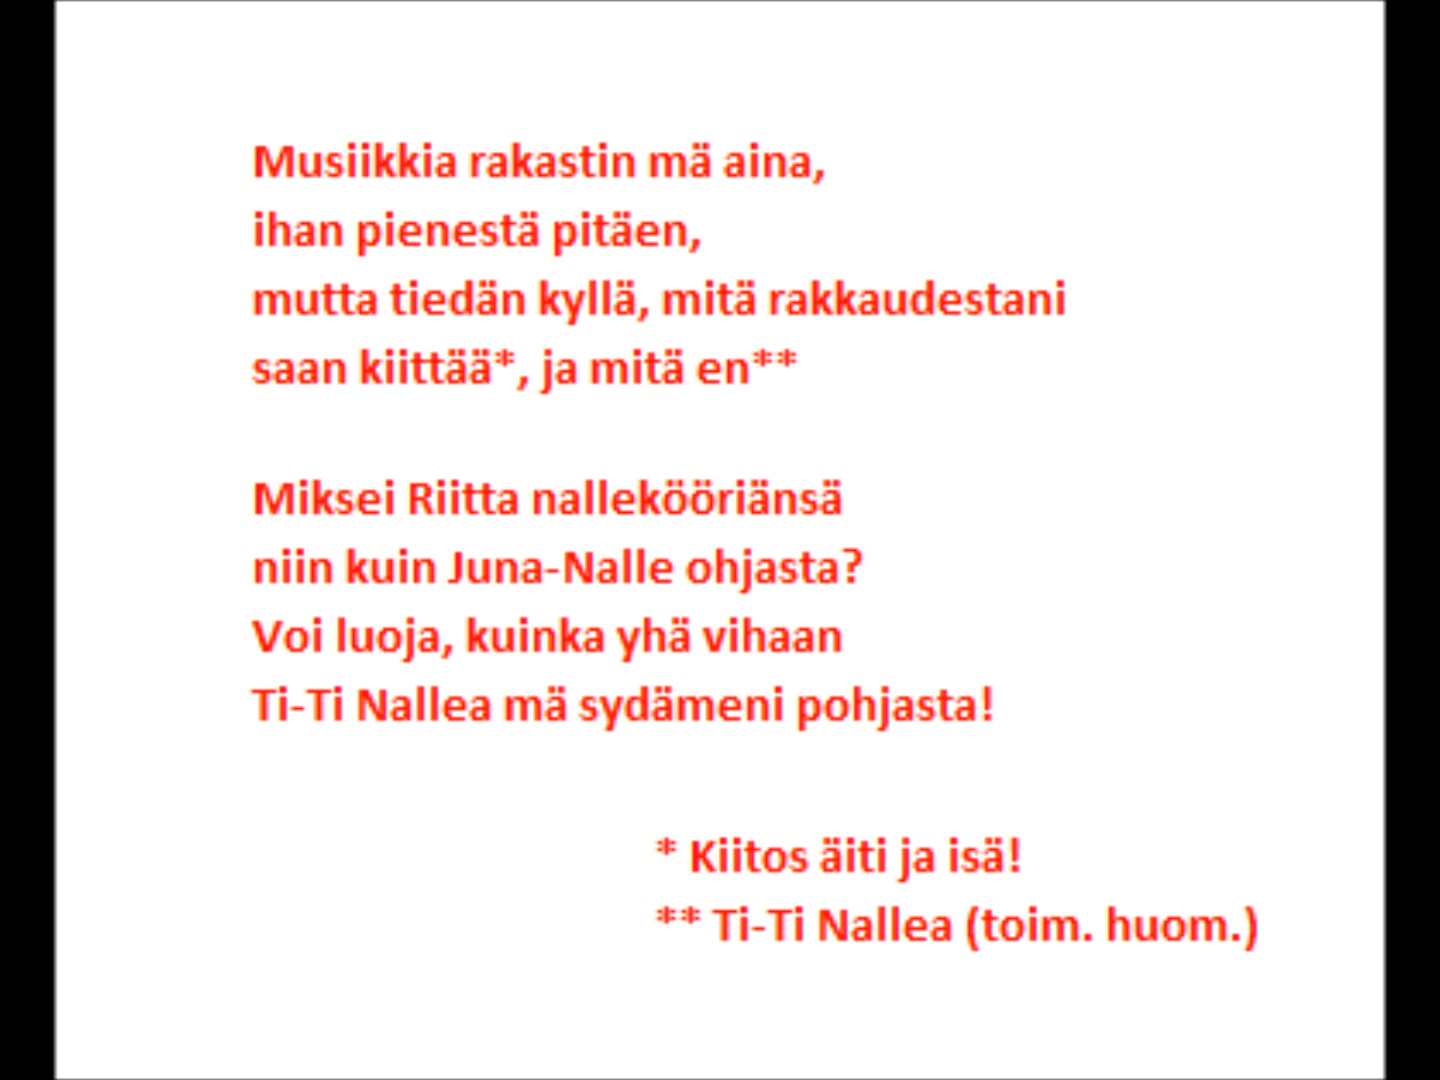 Musiikkia rakastin mä aina,
ihan pienestä pitäen,
mutta tiedän kyllä, mitä rakkaudestani
saan kiittää*, ja mitä en**
Miksei Riitta nallekööriänsä
niin kuin Juna-Nalle ohjasta?
Voi luoja, kuinka yhä vihaan
Ti-Ti Nallea mä sydämeni pohjasta!
* Kiitos äiti ja isä!
** Ti-Ti Nallea (toim. huom.)